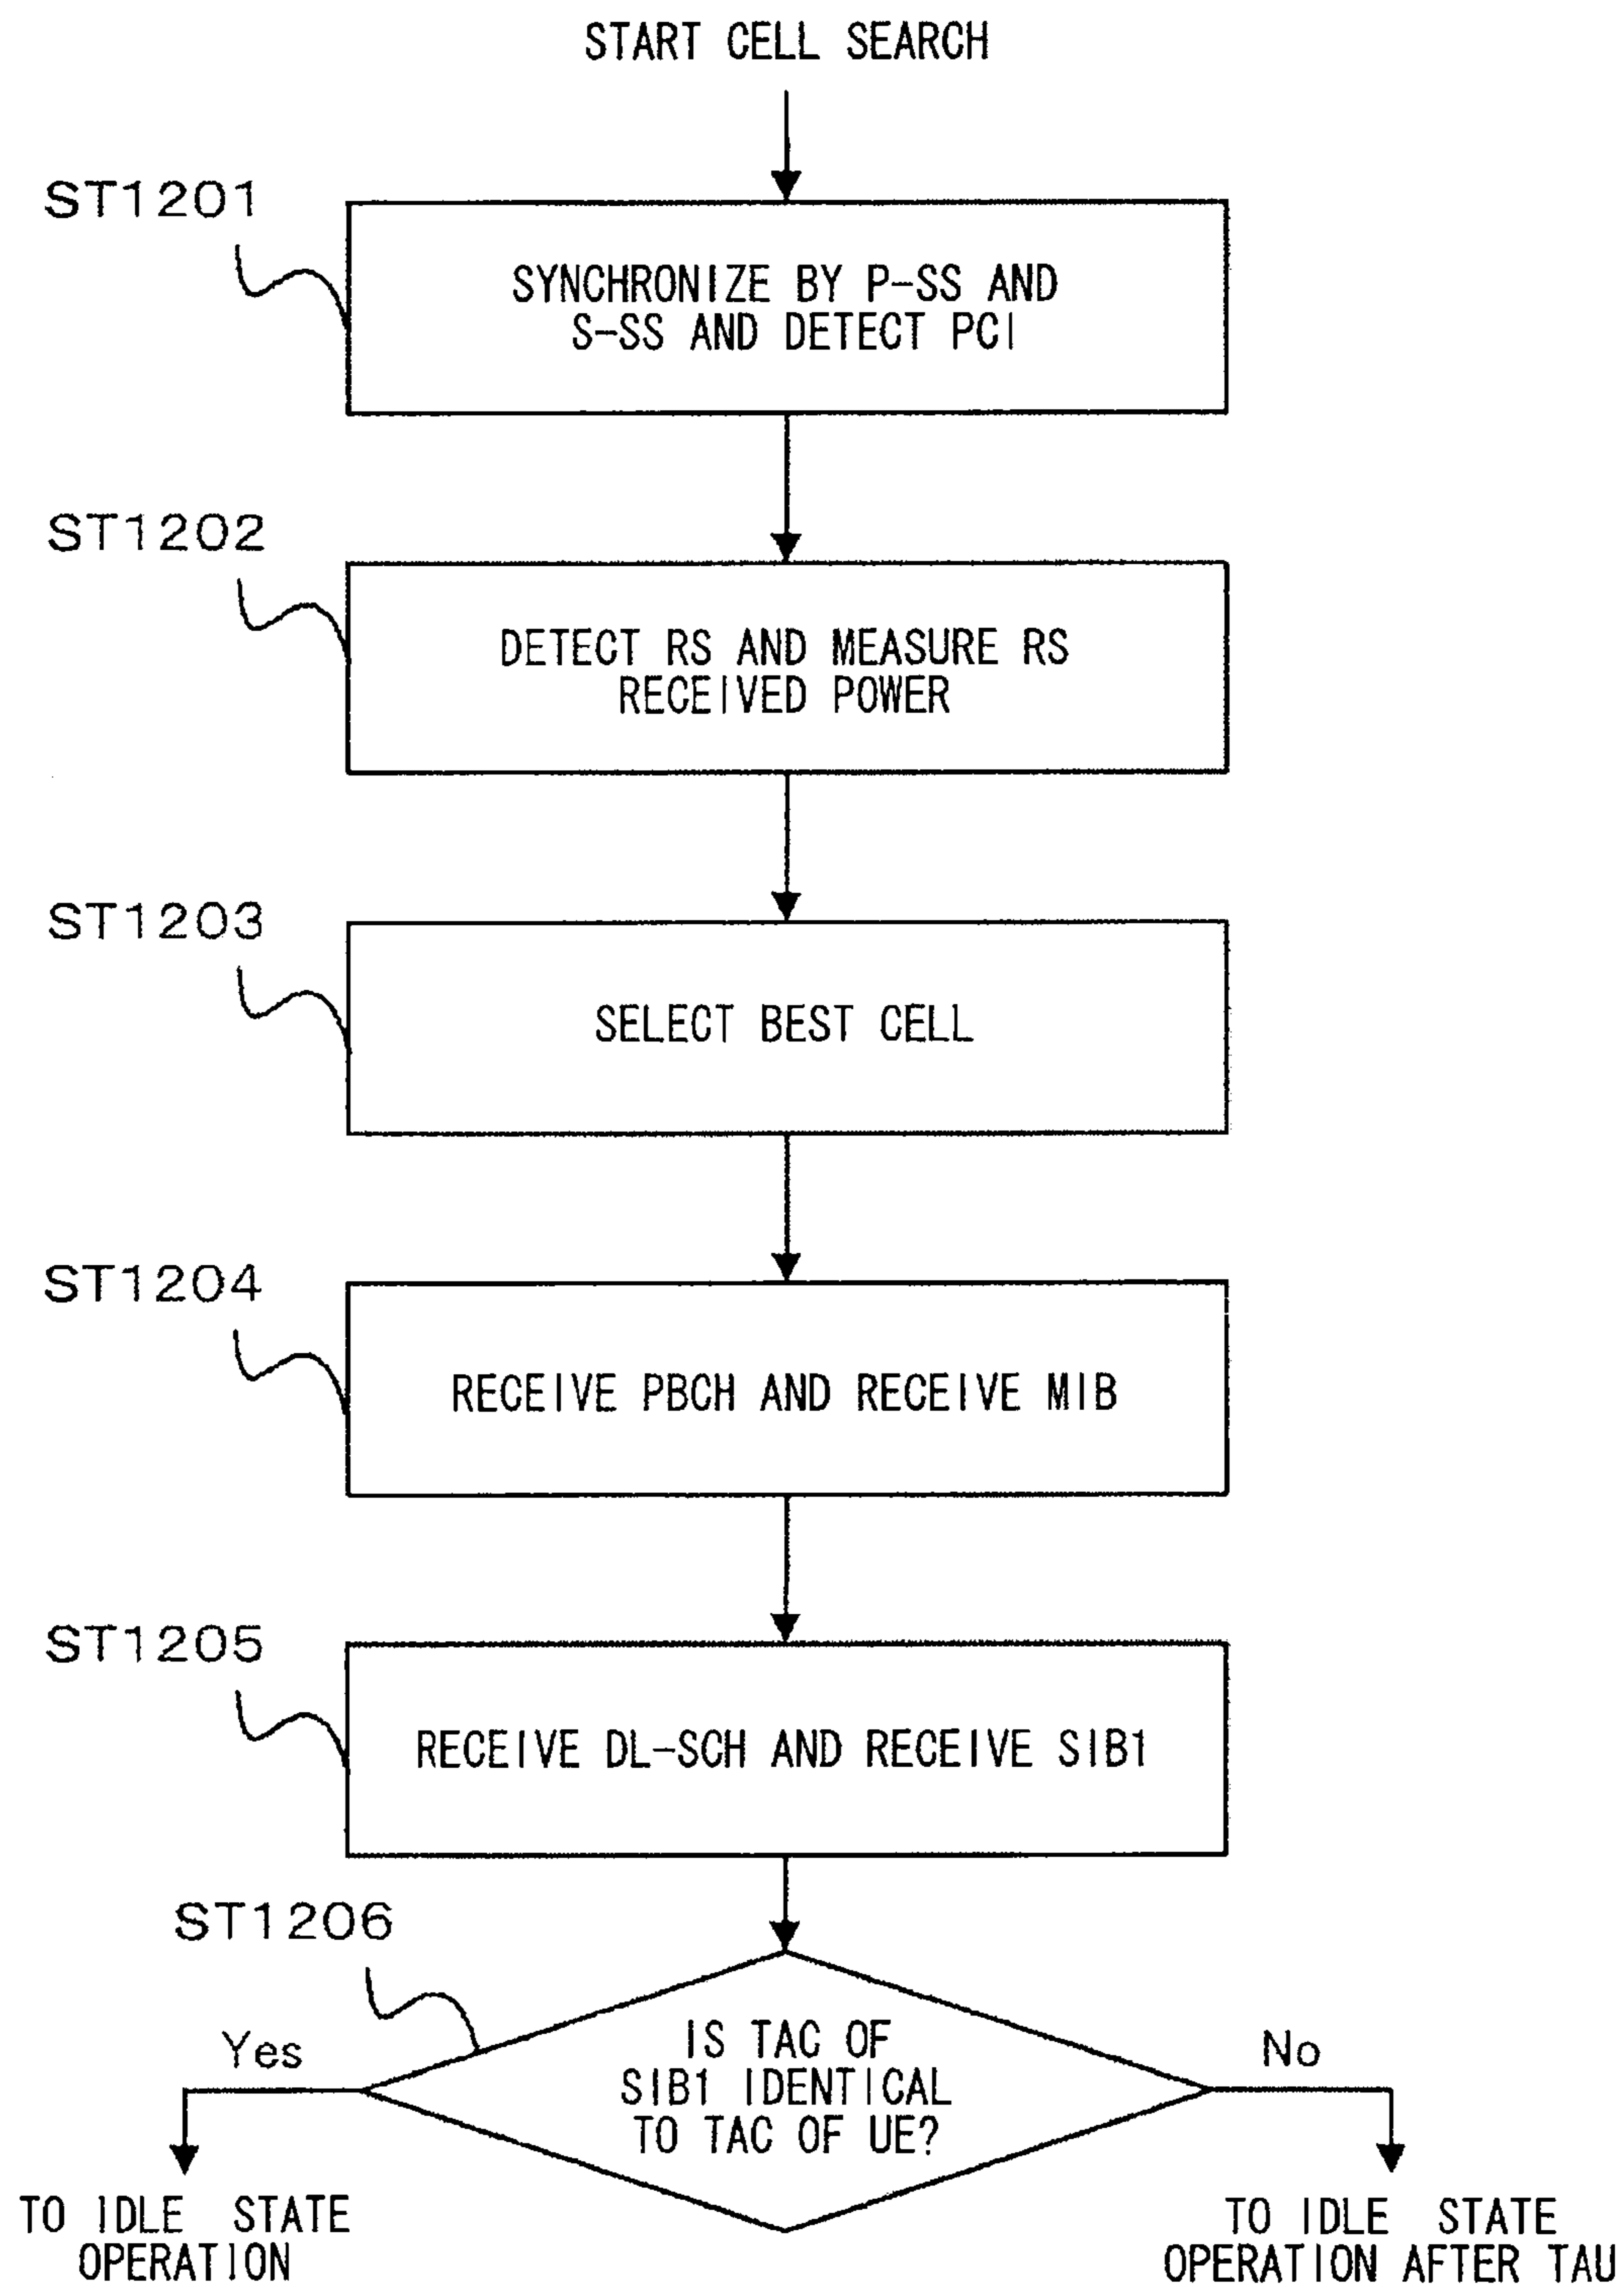 START CELL SEARCH
ST1201
SYNCHRONIZE BY P-SS AND
S-SS AND DETECT PCI
ST1202
DETECT RS AND MEASURE RS
RECEIVED POWER
ST1203
SELECT BEST CELL
ST1204
RECEIVE PBCH AND RECEIVE MIB
ST1205
RECEIVE DL-SCH AND RECEIVE SIB1
ST1206
IS TAC OF
SIB1 IDENTICAL
TO TAC OF UE?
Yes
No
TO IDLE STATE
OPERATION
TO IDLE STATE
OPERATION AFTER TAU